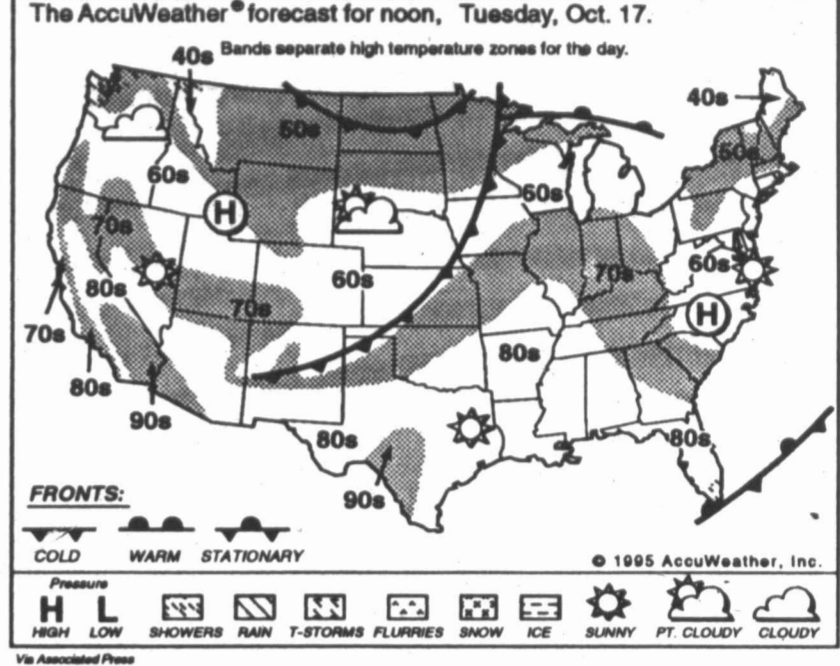 The AccuWeather® forecast for noon, Tuesday, Oct. 17.
Bands separate high temperature zones for the day.
40s
40s
50s
50s
60s
60s
H
70s
70s
60s
60s
80s
70s
70s
H
70s
80s
80s
90s
80s
80s
90s
FRONTS:
COLD WARM STATIONARY
© 1995 AccuWeather, Inc.
Pressure
H L
HIGH LOW SHOWERS RAIN T-STORMS FLURRIES SNOW ICE SUNNY PT. CLOUDY CLOUDY
Via Associated Press